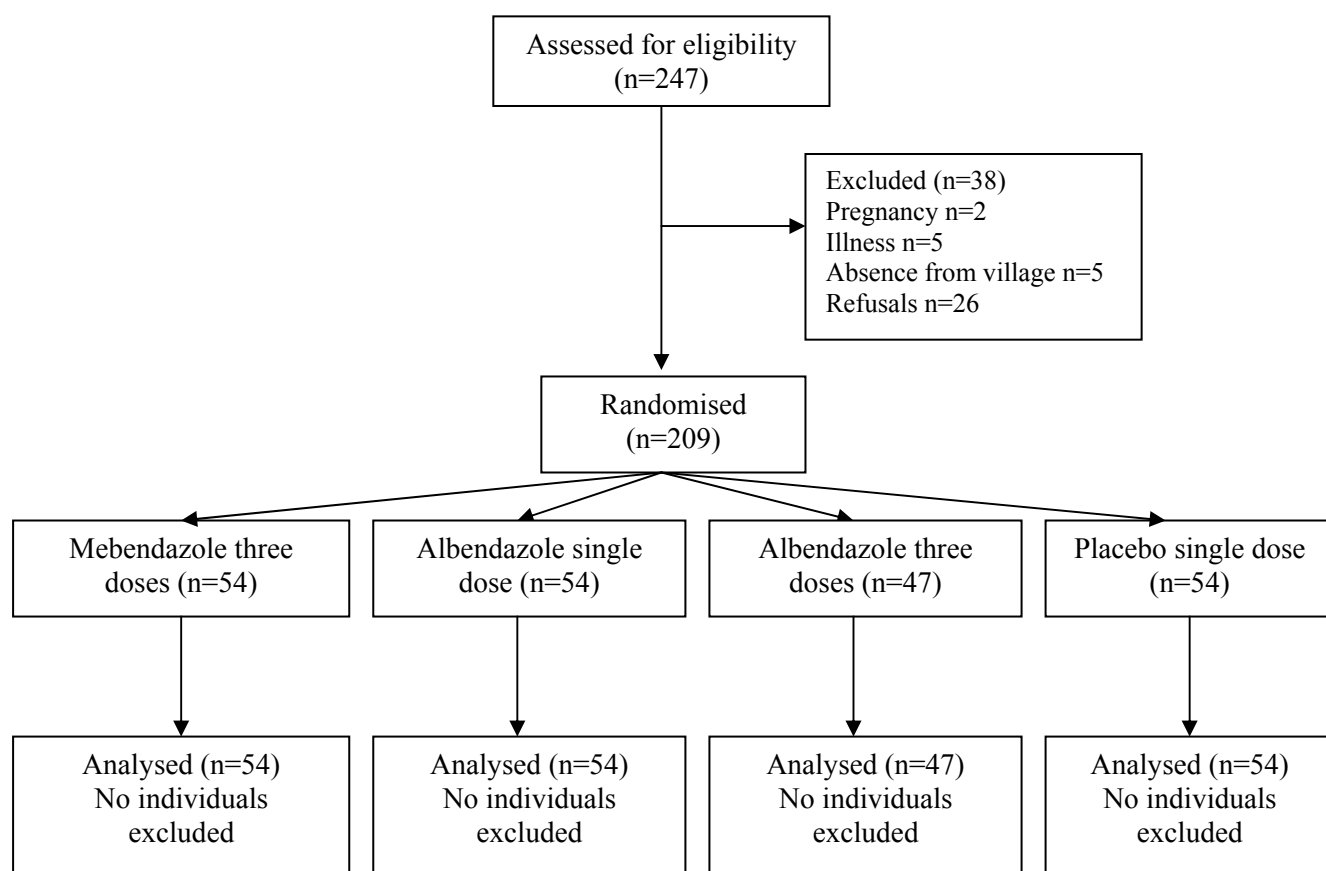 Assessed for eligibility
(n=247)
Excluded (n=38)
Pregnancy n=2
Illness n=5
Absence from village n=5
Refusals n=26
Randomised
(n=209)
Mebendazole three
doses (n=54)
Albendazole single
dose (n=54)
Albendazole three
doses (n=47)
Placebo single dose
(n=54)
Analysed (n=54)
No individuals
excluded
Analysed (n=54)
No individuals
excluded
Analysed (n=47)
No individuals
excluded
Analysed (n=54)
No individuals
excluded